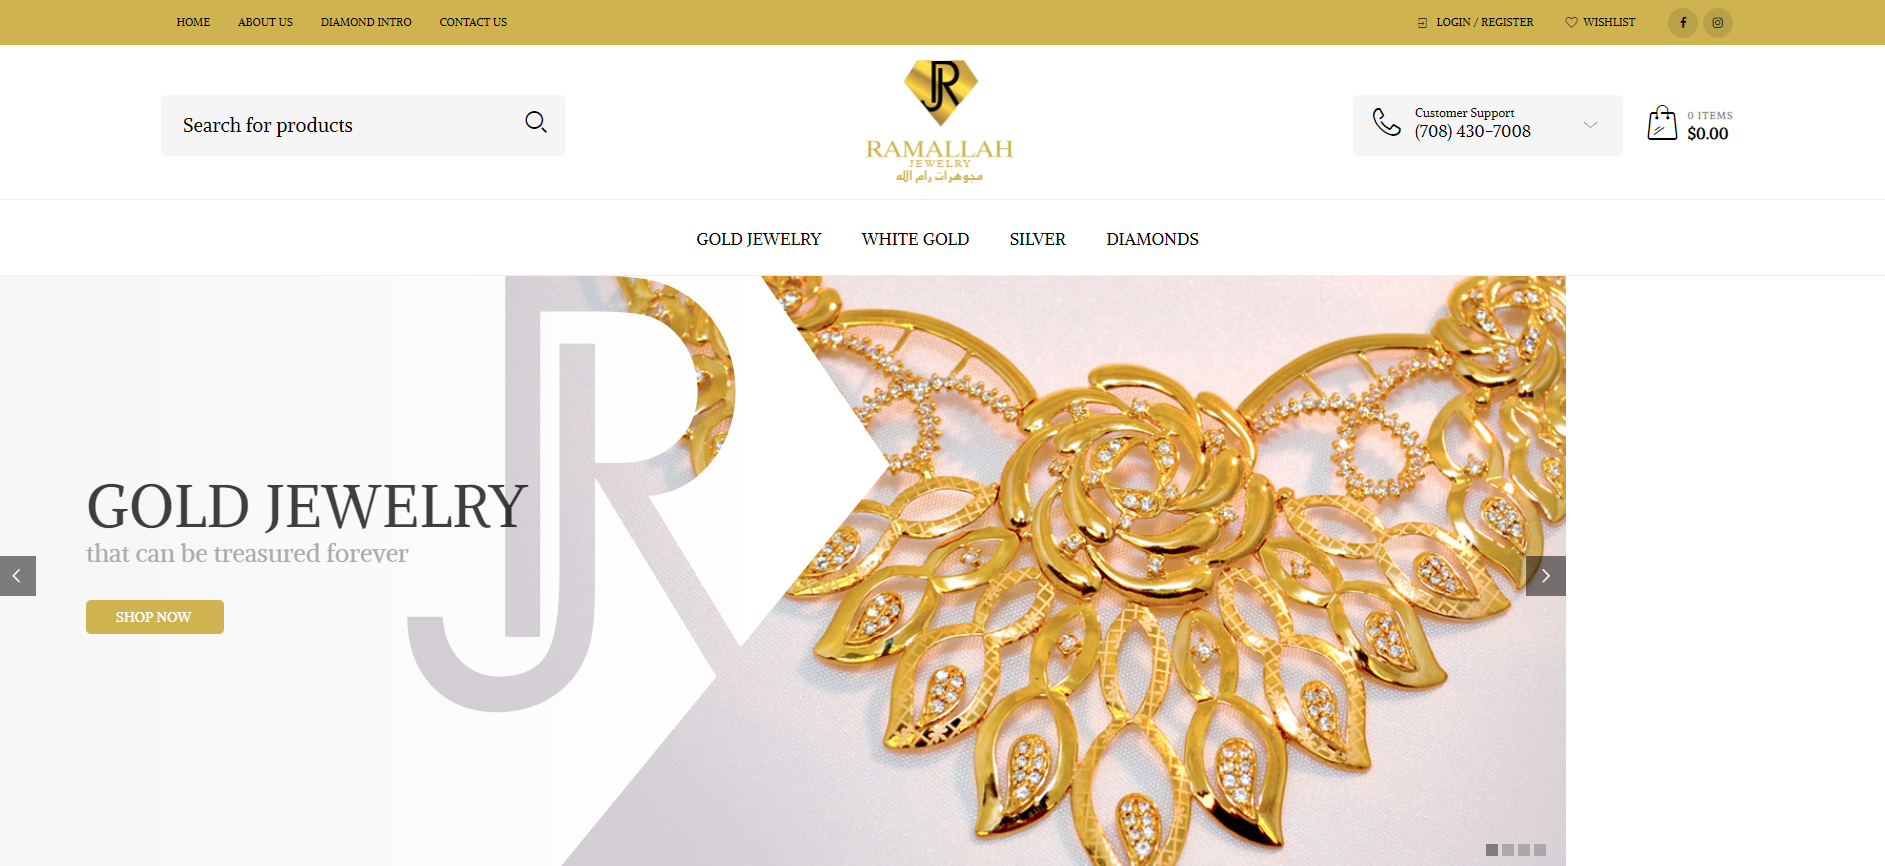 HOME ABOUT US DIAMOND INTRO CONTACT US LOGIN / REGISTER WISHLIST
Search for products
JR
RAMALLAH
JEWELRY
مجوهرات رام الله
Customer Support
(708) 430-7008
0 ITEMS
$0.00
GOLD JEWELRY WHITE GOLD SILVER DIAMONDS
JR
GOLD JEWELRY
that can be treasured forever
SHOP NOW